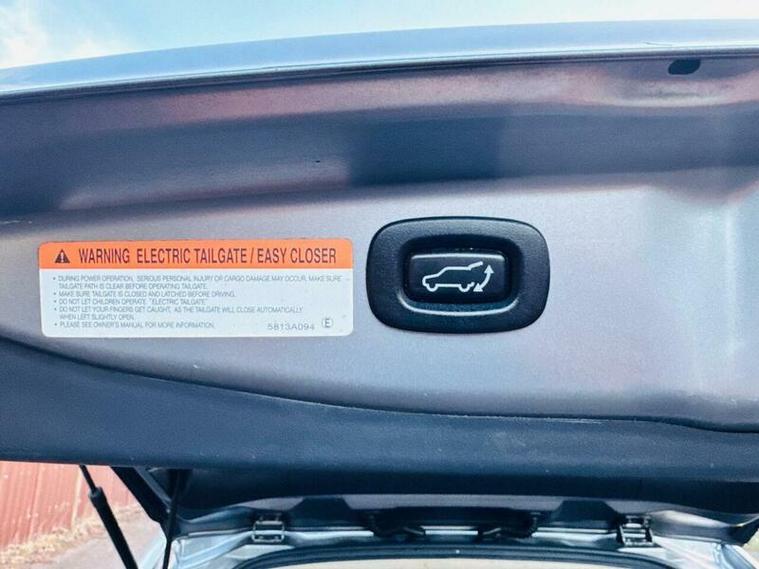 WARNING ELECTRIC TAILGATE / EASY CLOSER
• DURING POWER OPERATION, SERIOUS PERSONAL INJURY OR CARGO DAMAGE MAY OCCUR. MAKE SURE
TAILGATE PATH IS CLEAR BEFORE OPERATING TAILGATE.
• MAKE SURE TAILGATE IS CLOSED AND LATCHED BEFORE DRIVING.
• DO NOT LET CHILDREN OPERATE "ELECTRIC TAILGATE"
• DO NOT LET YOUR FINGERS GET CAUGHT, AS THE TAILGATE WILL CLOSE AUTOMATICALLY
WHEN LEFT SLIGHTLY OPEN.
• PLEASE SEE OWNER'S MANUAL FOR MORE INFORMATION. 5813A094 E